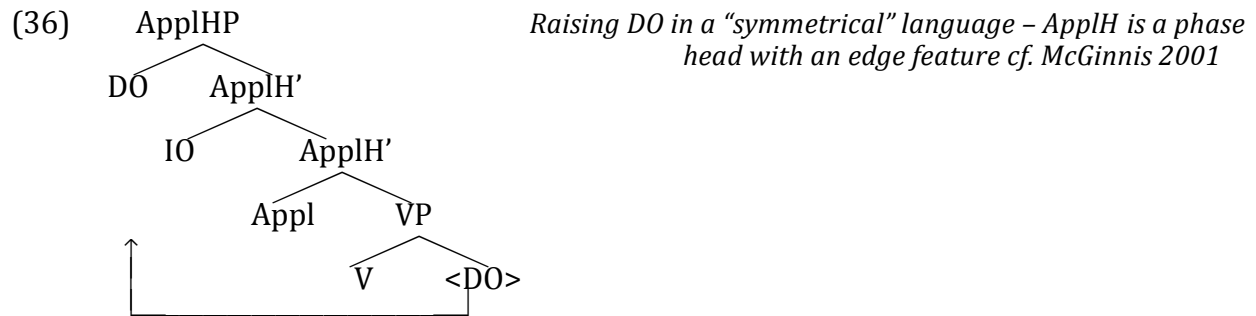 (36) ApplHP Raising DO in a “symmetrical” language – ApplH is a phase
head with an edge feature cf. McGinnis 2001
DO ApplH’
IO ApplH’
Appl VP
V <DO>